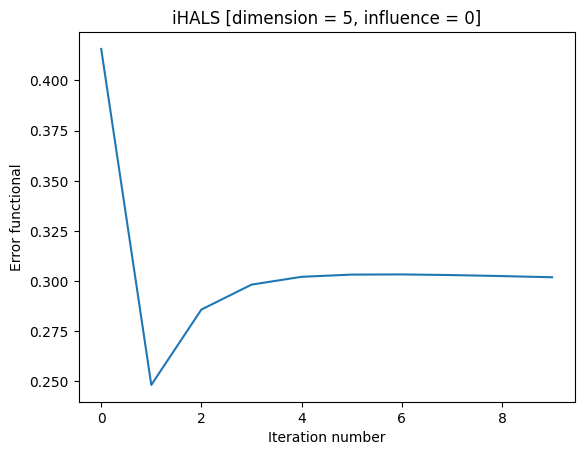 iHALS [dimension = 5, influence = 0]
Error functional
0.400
0.375
0.350
0.325
0.300
0.275
0.250
0 2 4 6 8
Iteration number